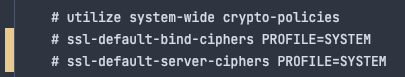 # utilize system-wide crypto-policies
# ssl-default-bind-ciphers PROFILE=SYSTEM
# ssl-default-server-ciphers PROFILE=SYSTEM